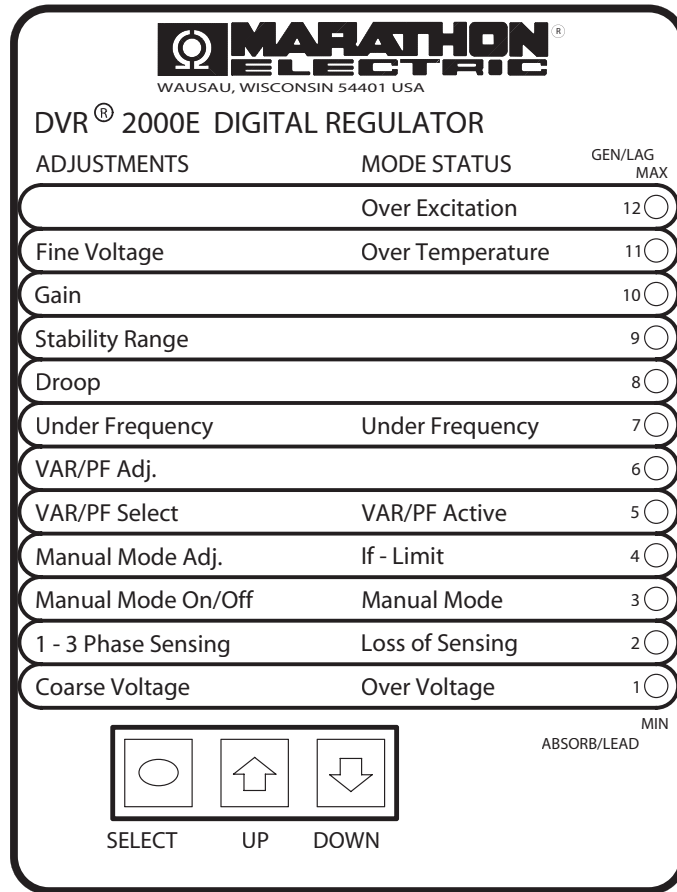 MARATHON ®
ELECTRIC
WAUSAU, WISCONSIN 54401 USA
DVR® 2000E DIGITAL REGULATOR
ADJUSTMENTS MODE STATUS GEN/LAG
MAX
Over Excitation 12
Fine Voltage Over Temperature 11
Gain 10
Stability Range 9
Droop 8
Under Frequency Under Frequency 7
VAR/PF Adj. 6
VAR/PF Select VAR/PF Active 5
Manual Mode Adj. If - Limit 4
Manual Mode On/Off Manual Mode 3
1 - 3 Phase Sensing Loss of Sensing 2
Coarse Voltage Over Voltage 1
MIN
ABSORB/LEAD
SELECT UP DOWN